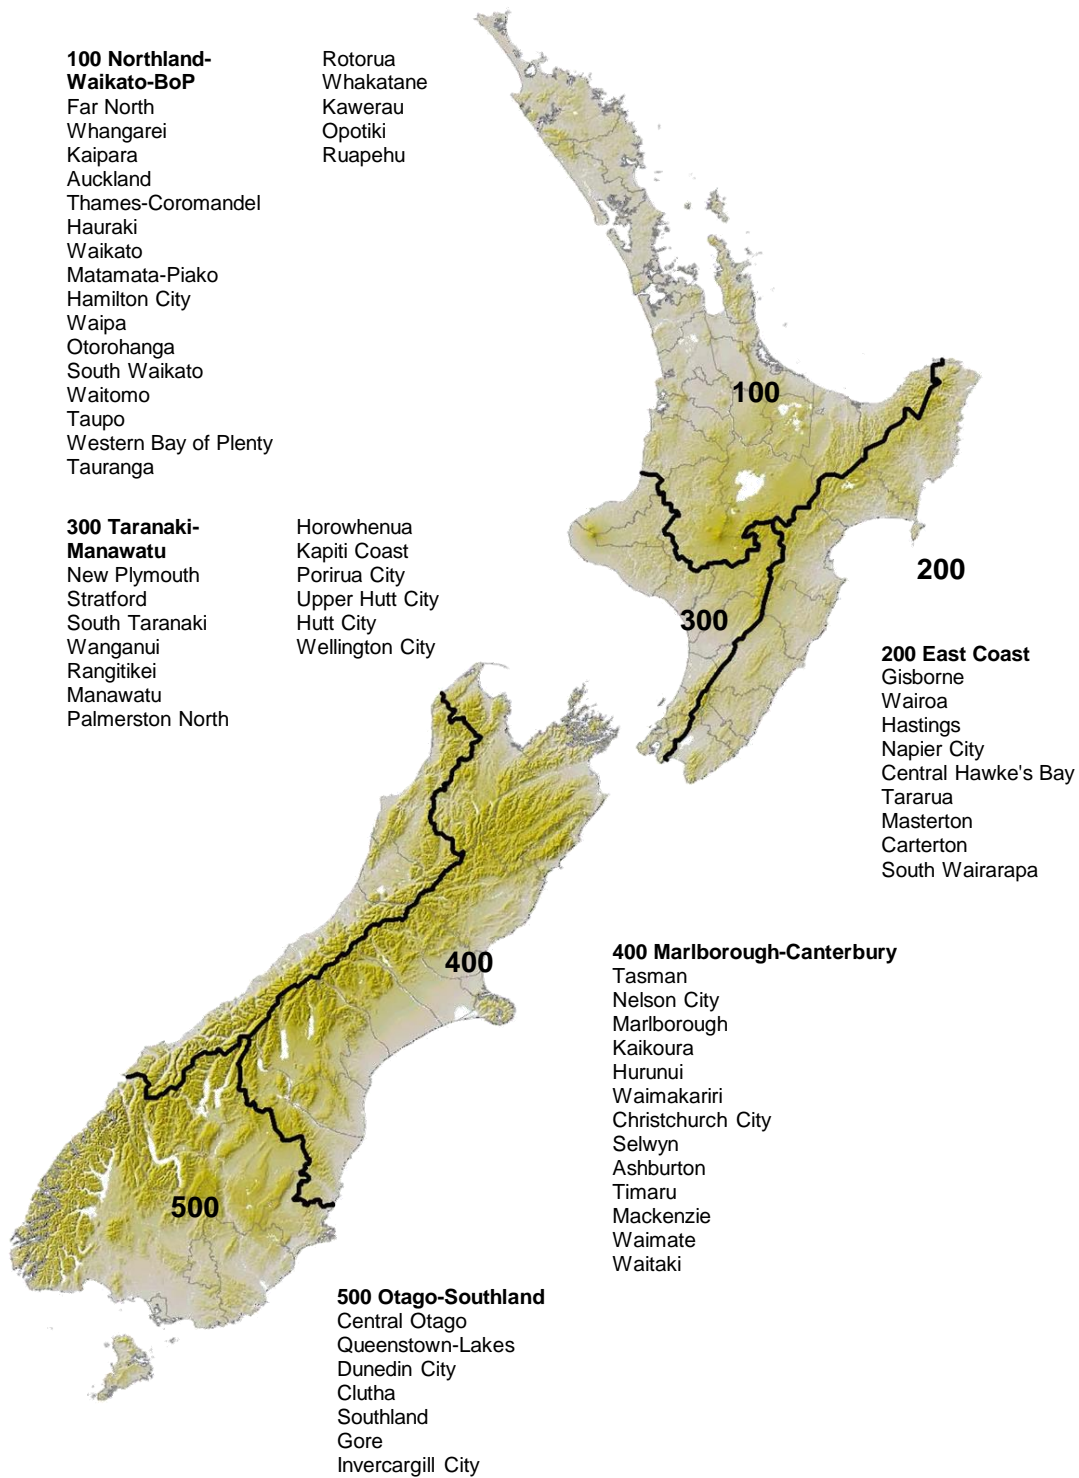 100 Northland-
Waikato-BoP
Far North
Whangarei
Kaipara
Auckland
Thames-Coromandel
Hauraki
Waikato
Matamata-Piako
Hamilton City
Waipa
Otorohanga
South Waikato
Waitomo
Taupo
Western Bay of Plenty
Tauranga
Rotorua
Whakatane
Kawerau
Opotiki
Ruapehu
100
300 Taranaki-
Manawatu
New Plymouth
Stratford
South Taranaki
Wanganui
Rangitikei
Manawatu
Palmerston North
Horowhenua
Kapiti Coast
Porirua City
Upper Hutt City
Hutt City
Wellington City
200
300
200 East Coast
Gisborne
Wairoa
Hastings
Napier City
Central Hawke's Bay
Tararua
Masterton
Carterton
South Wairarapa
400
400 Marlborough-Canterbury
Tasman
Nelson City
Marlborough
Kaikoura
Hurunui
Waimakariri
Christchurch City
Selwyn
Ashburton
Timaru
Mackenzie
Waimate
Waitaki
500
500 Otago-Southland
Central Otago
Queenstown-Lakes
Dunedin City
Clutha
Southland
Gore
Invercargill City